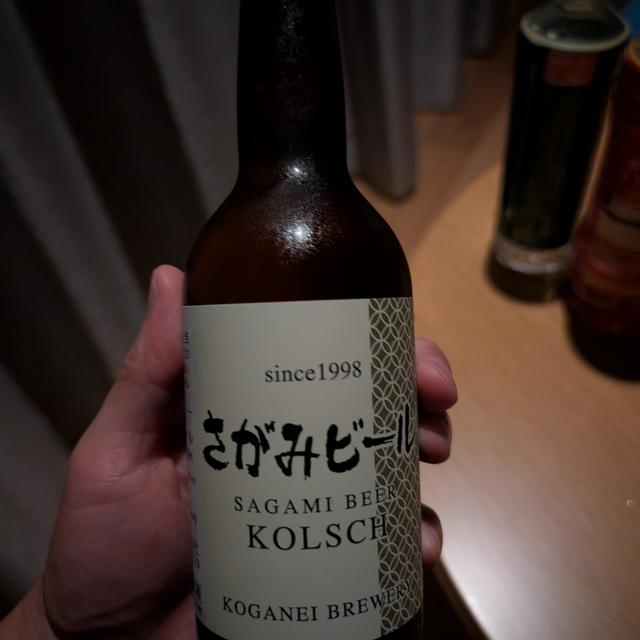 since1998
さがみビール
SAGAMI BEER
KOLSCH
KOGANEI BREWERY